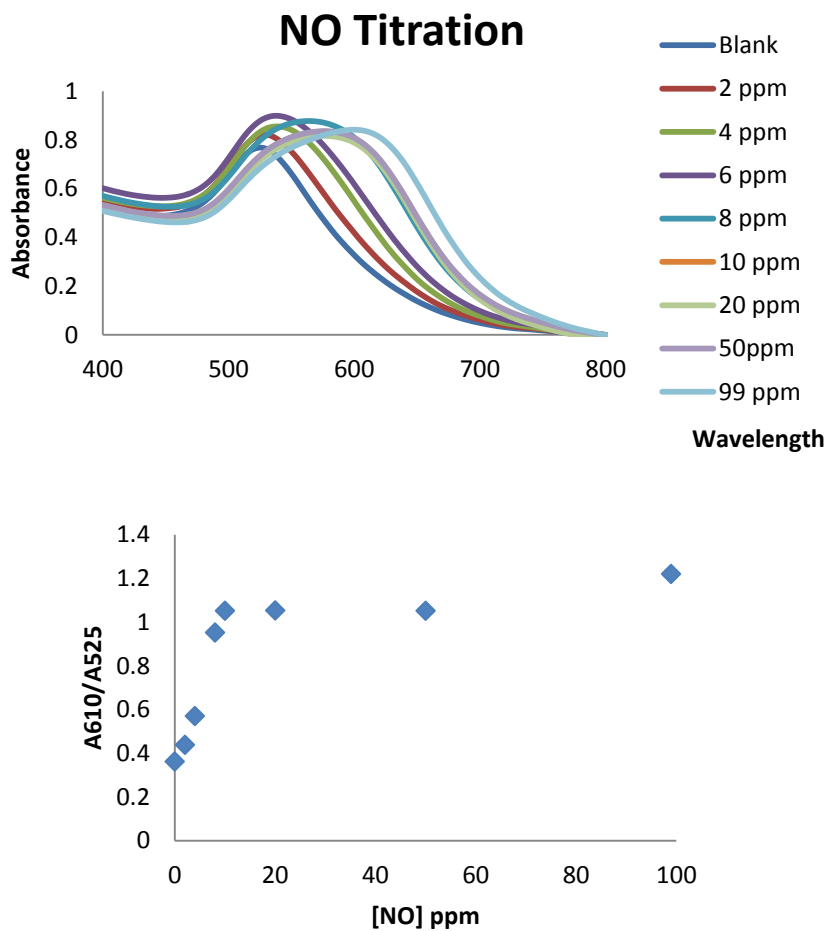 NO Titration
Absorbance
1
0.8
0.6
0.4
0.2
0
400 500 600 700 800
Blank
2 ppm
4 ppm
6 ppm
8 ppm
10 ppm
20 ppm
50ppm
99 ppm
Wavelength
A610/A525
1.4
1.2
1
0.8
0.6
0.4
0.2
0
0 20 40 60 80 100
[NO] ppm